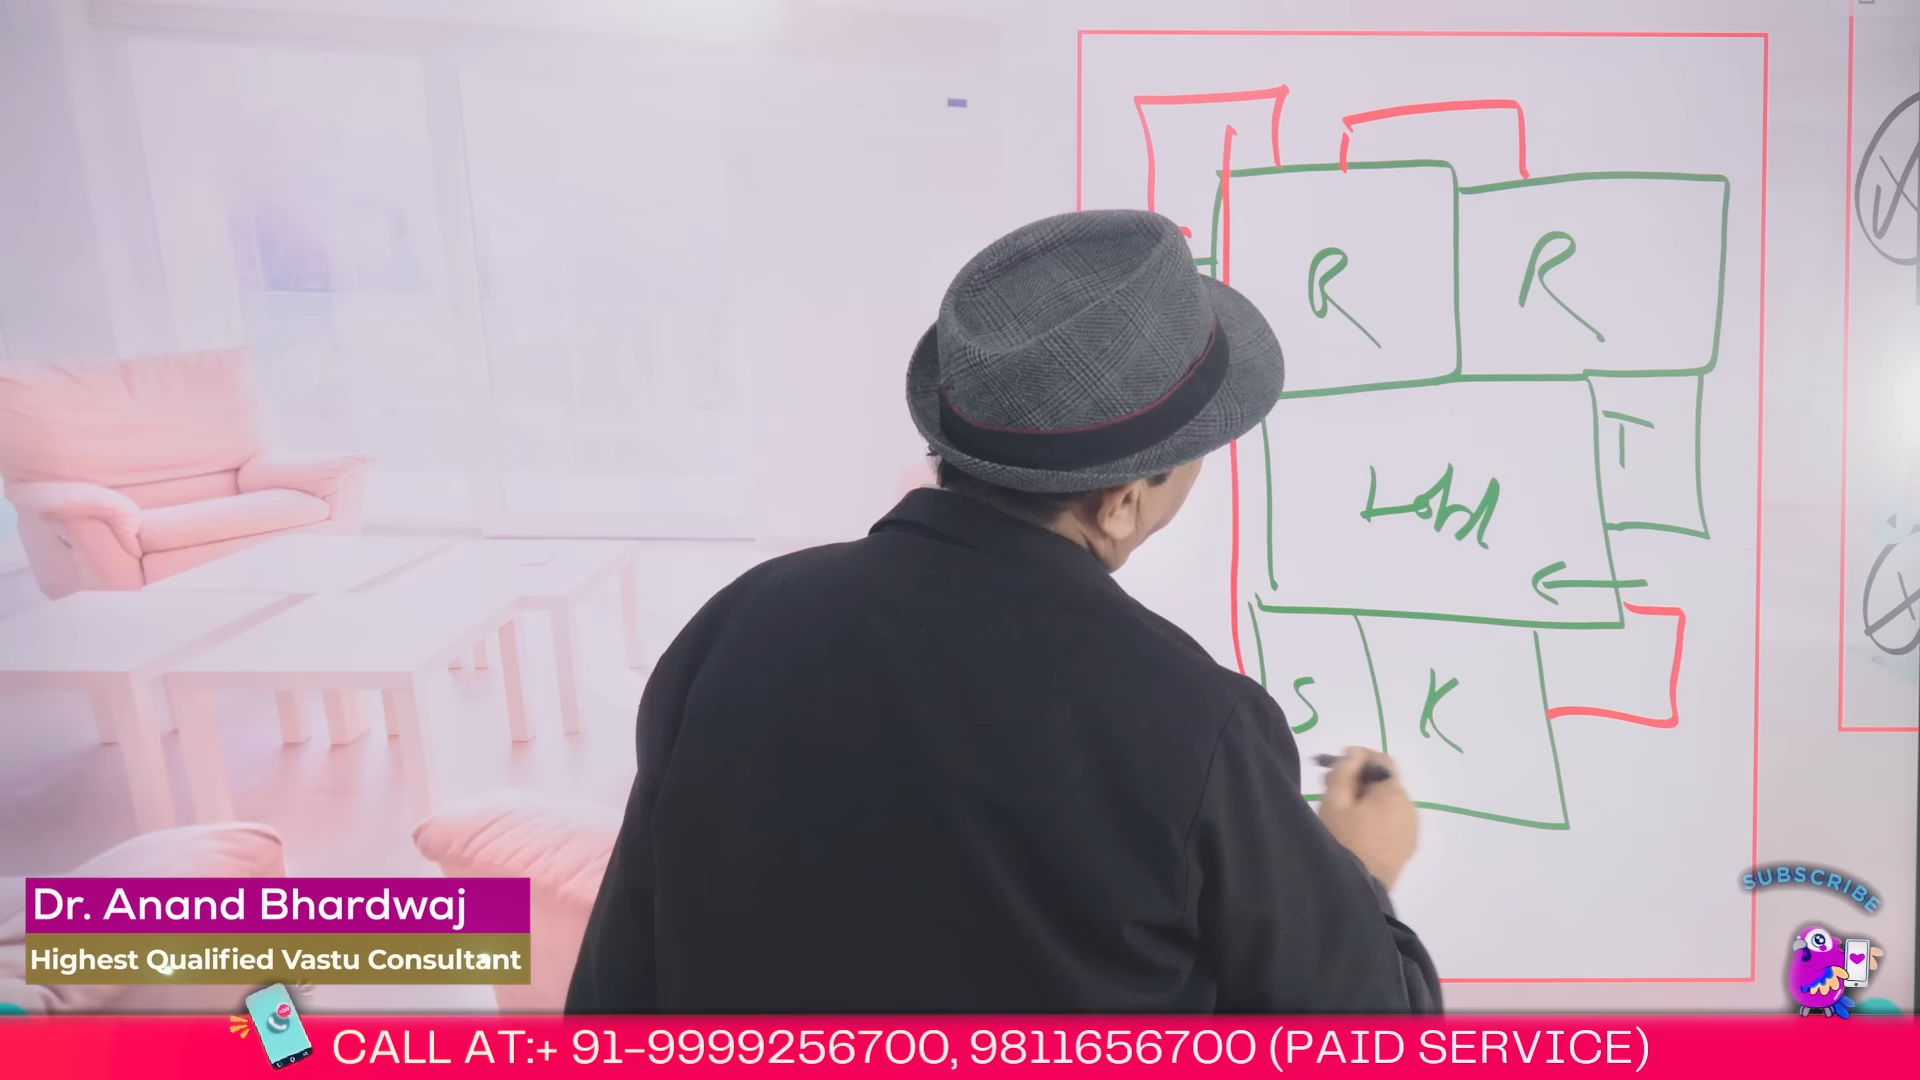 R
R
T
Lobby
S
K
Dr. Anand Bhardwaj
Highest Qualified Vastu Consultant
SUBSCRIBE
CALL AT:+ 91-9999256700, 9811656700 (PAID SERVICE)